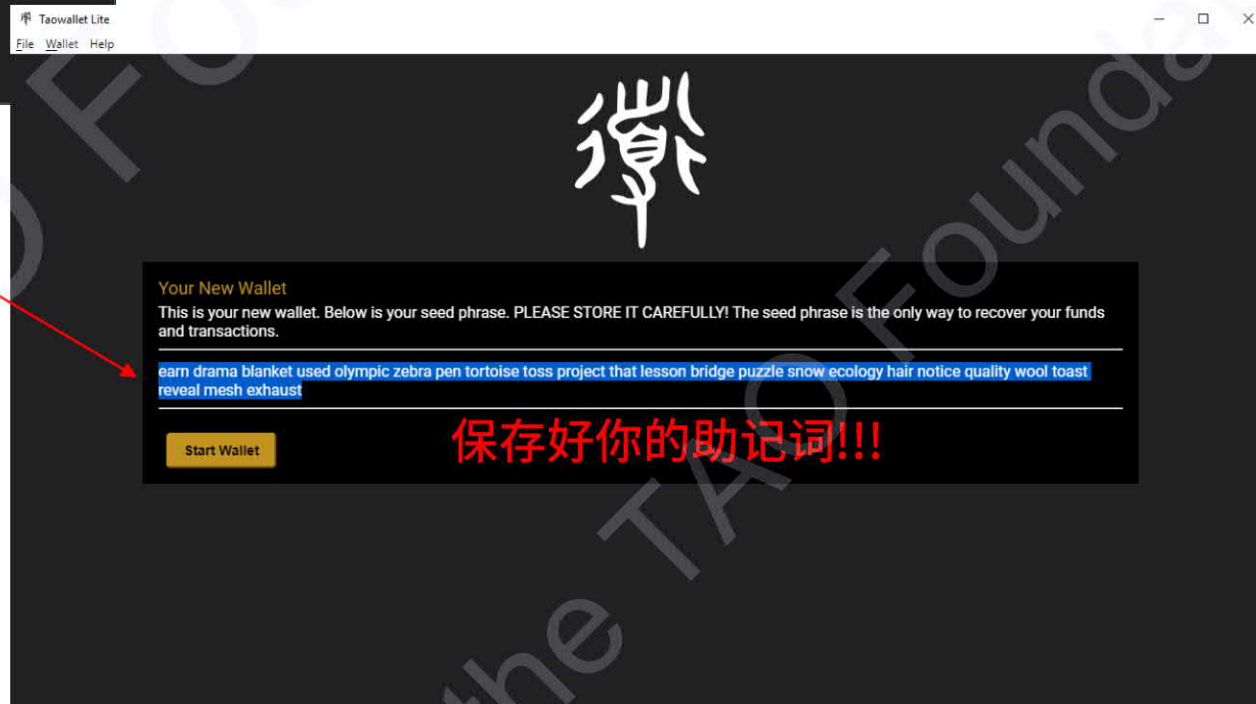 Taowallet Lite
File Wallet Help
Your New Wallet
This is your new wallet. Below is your seed phrase. PLEASE STORE IT CAREFULLY! The seed phrase is the only way to recover your funds
and transactions.
earn drama blanket used olympic zebra pen tortoise toss project that lesson bridge puzzle snow ecology hair notice quality wool toast
reveal mesh exhaust
保存好你的助记词!!!
Start Wallet
the TAO Founda